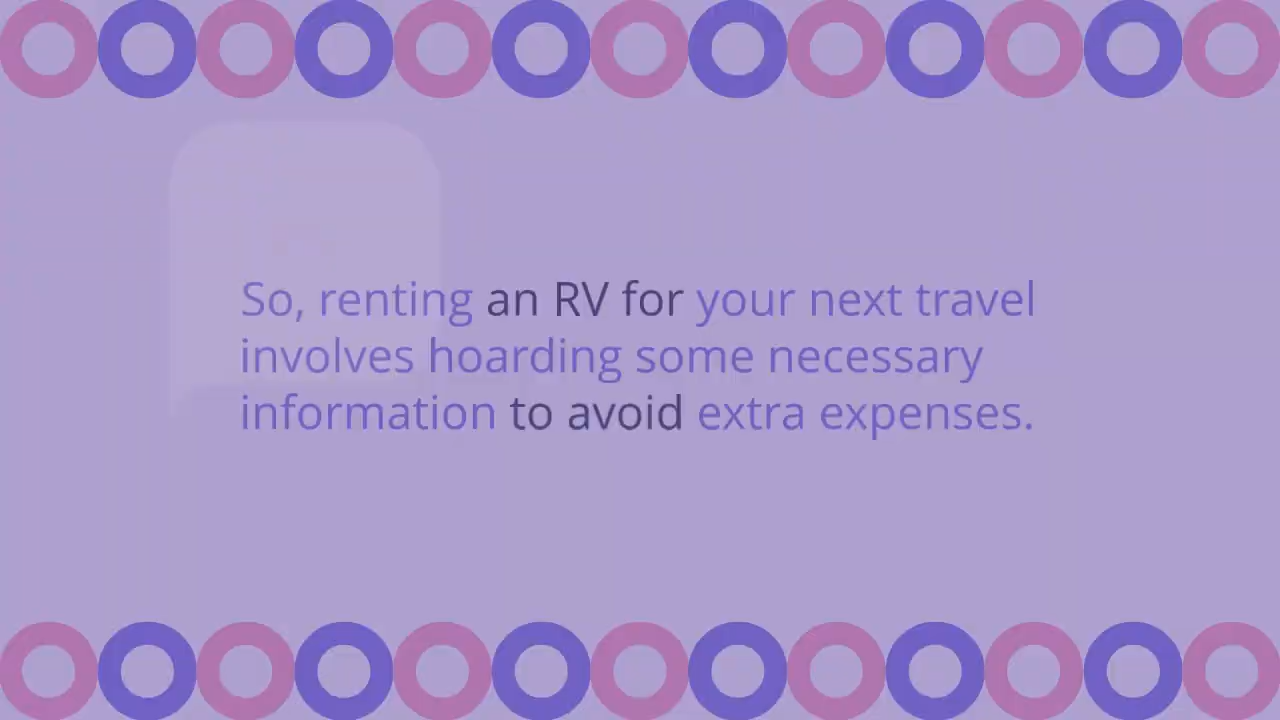 So, renting an RV for your next travel
involves hoarding some necessary
information to avoid extra expenses.